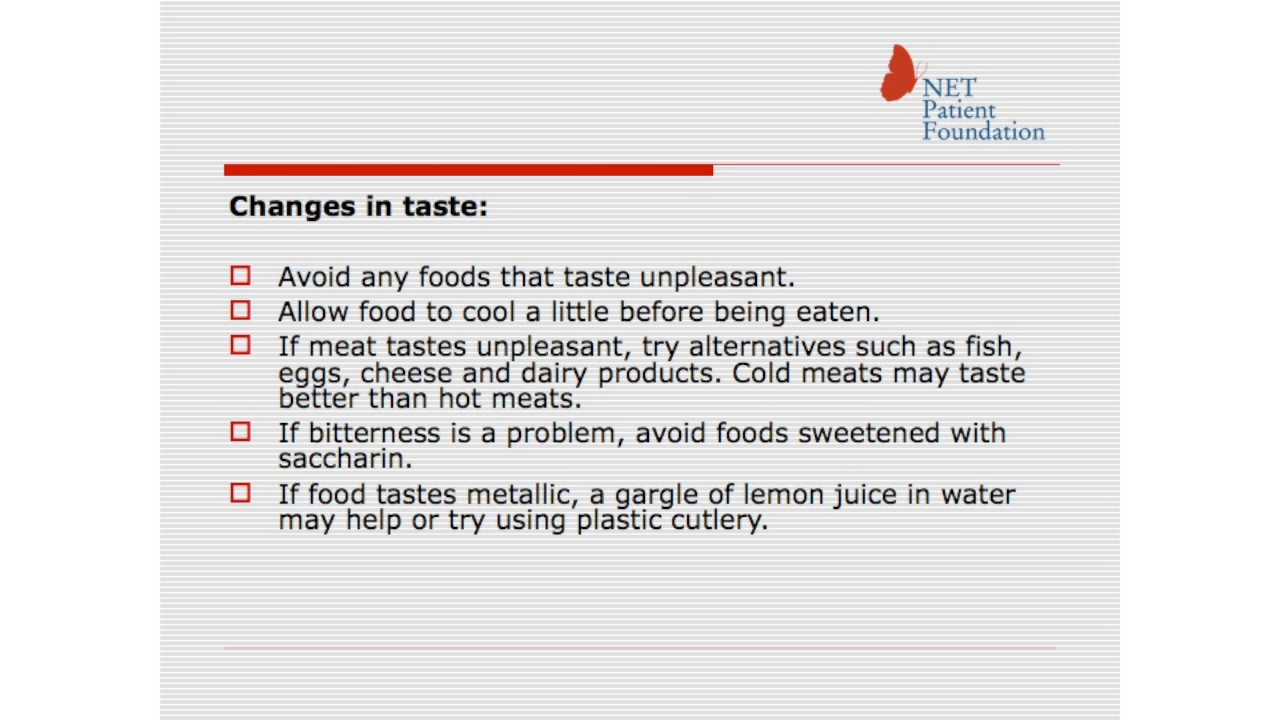 NET
Patient
Foundation
Changes in taste:
Avoid any foods that taste unpleasant.
Allow food to cool a little before being eaten.
If meat tastes unpleasant, try alternatives such as fish,
eggs, cheese and dairy products. Cold meats may taste
better than hot meats.
If bitterness is a problem, avoid foods sweetened with
saccharin.
If food tastes metallic, a gargle of lemon juice in water
may help or try using plastic cutlery.